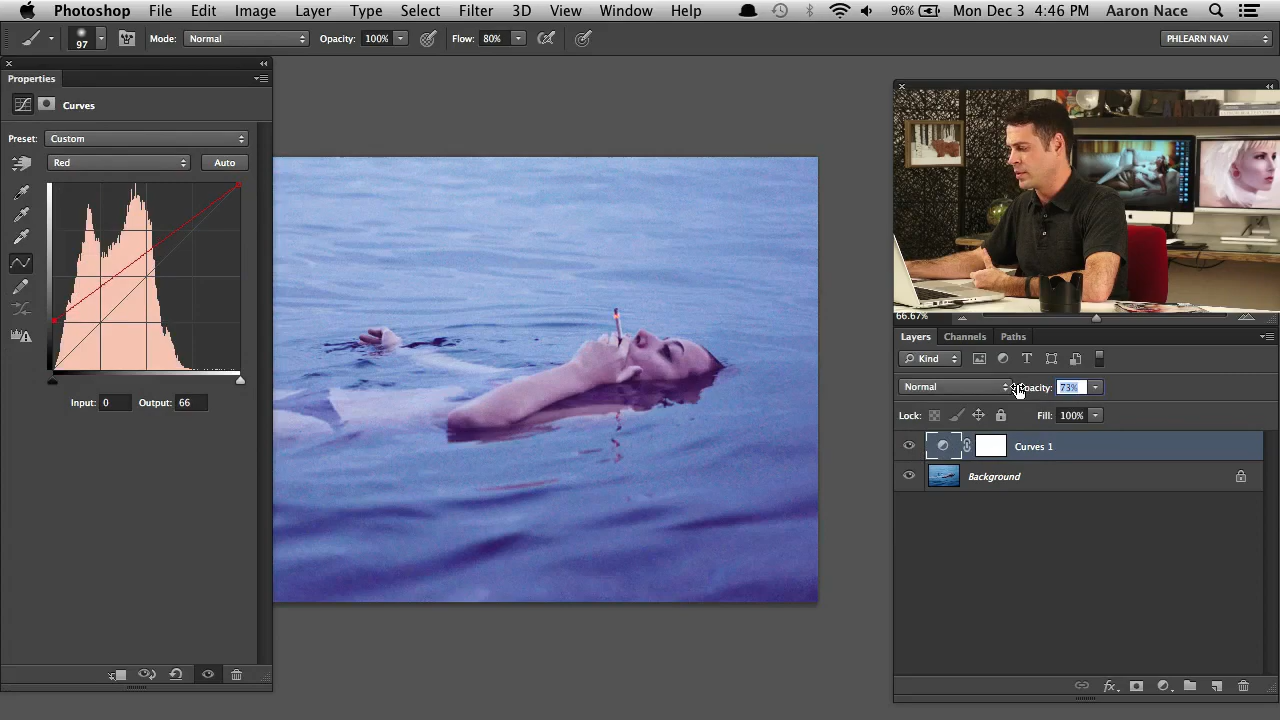 Photoshop File Edit Image Layer Type Select Filter 3D View Window Help 96% Mon Dec 3 4:46 PM Aaron Nace
97 Mode: Normal Opacity: 100% Flow: 80% PHLEARN NAV
Properties
Curves
Preset: Custom
Red Auto
Input: 0 Output: 66
66.67%
Layers Channels Paths
Kind
Normal Opacity: 73%
Lock: Fill: 100%
Curves 1
Background
fx